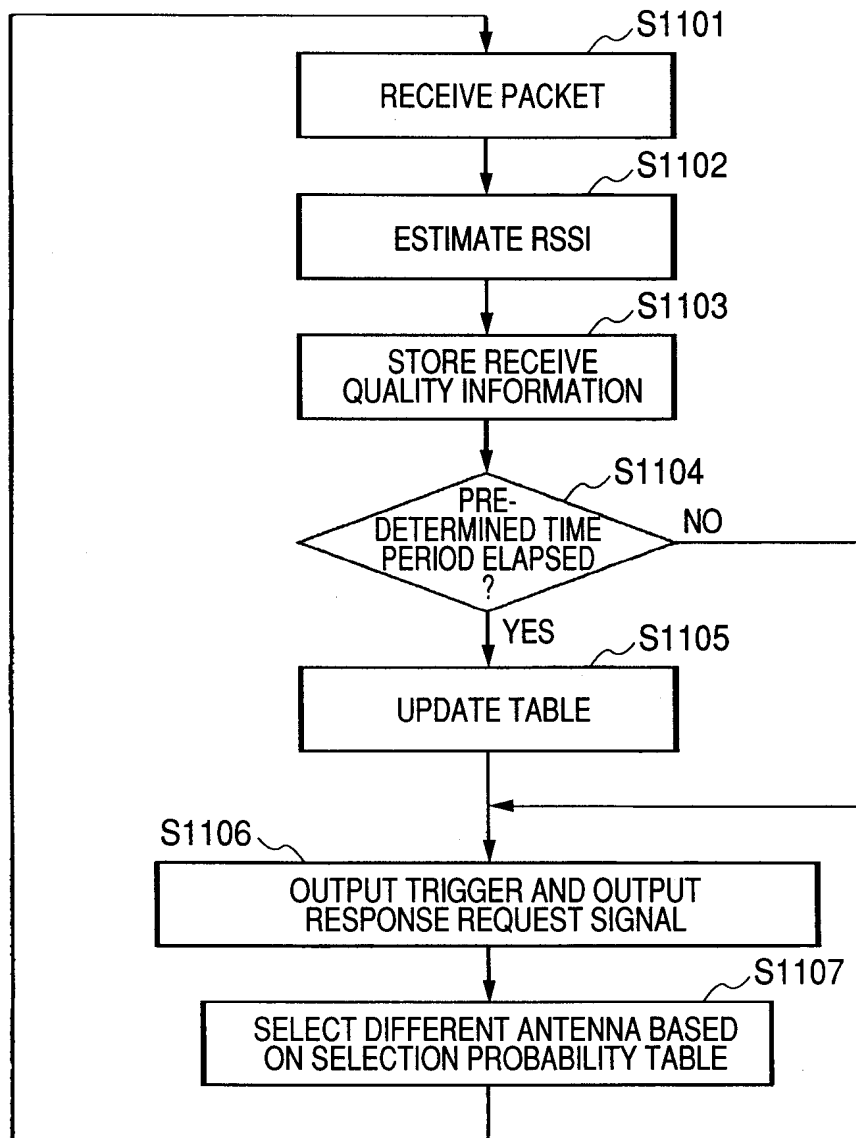 S1101
RECEIVE PACKET
S1102
ESTIMATE RSSI
S1103
STORE RECEIVE
QUALITY INFORMATION
S1104
PRE-
DETERMINED TIME
PERIOD ELAPSED
?
NO
YES
S1105
UPDATE TABLE
S1106
OUTPUT TRIGGER AND OUTPUT
RESPONSE REQUEST SIGNAL
S1107
SELECT DIFFERENT ANTENNA BASED
ON SELECTION PROBABILITY TABLE